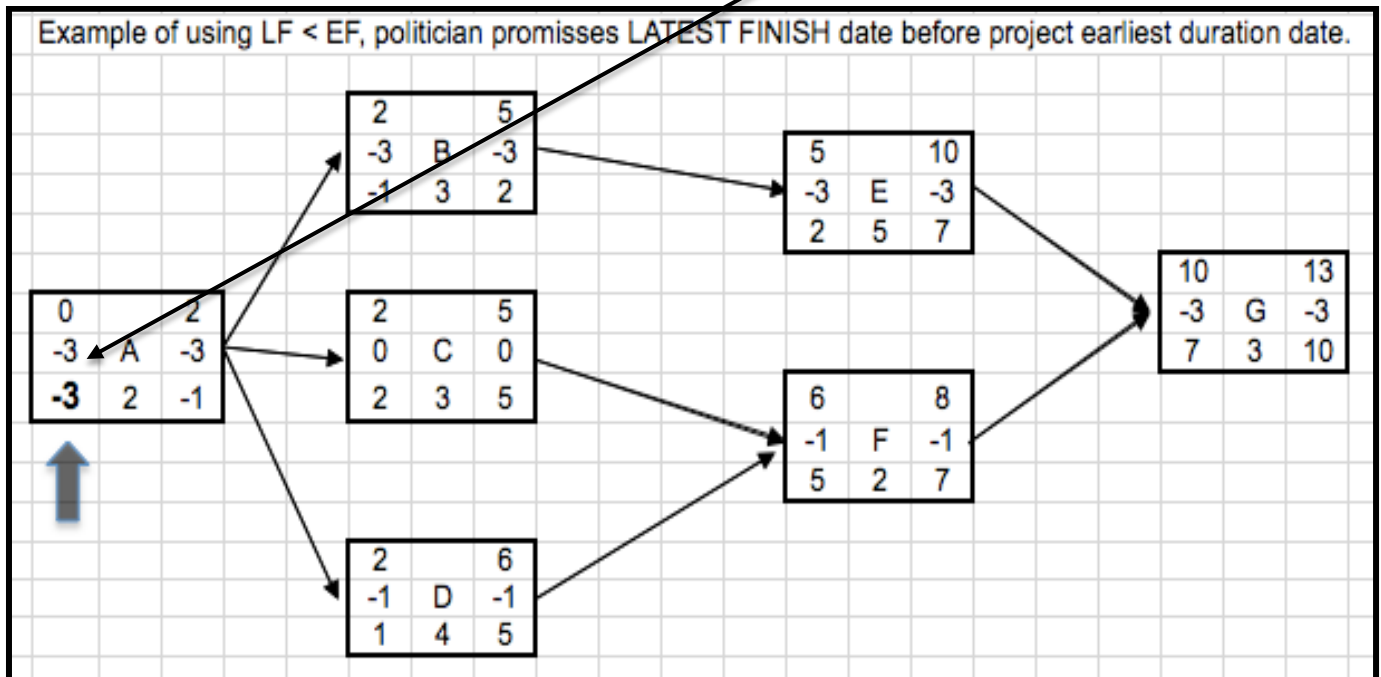 Example of using LF < EF, politician promisses LATEST FINISH date before project earliest duration date.
2 5
-3 B -3
-1 3 2
5 10
-3 E -3
2 5 7
10 13
-3 G -3
7 3 10
0 2
-3 A -3
-3 2 -1
2 5
0 C 0
2 3 5
6 8
-1 F -1
5 2 7
2 6
-1 D -1
1 4 5